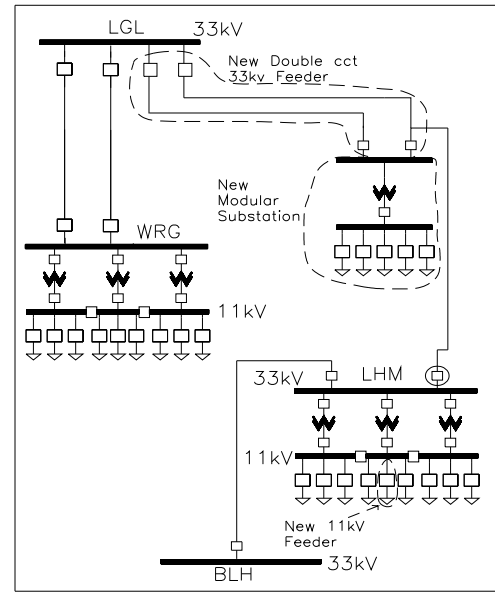 LGL 33kV
New Double cct
33kv Feeder
New
Modular
Substation
WRG
11kV
33kV LHM
11kV
New 11kV
Feeder
BLH 33kV